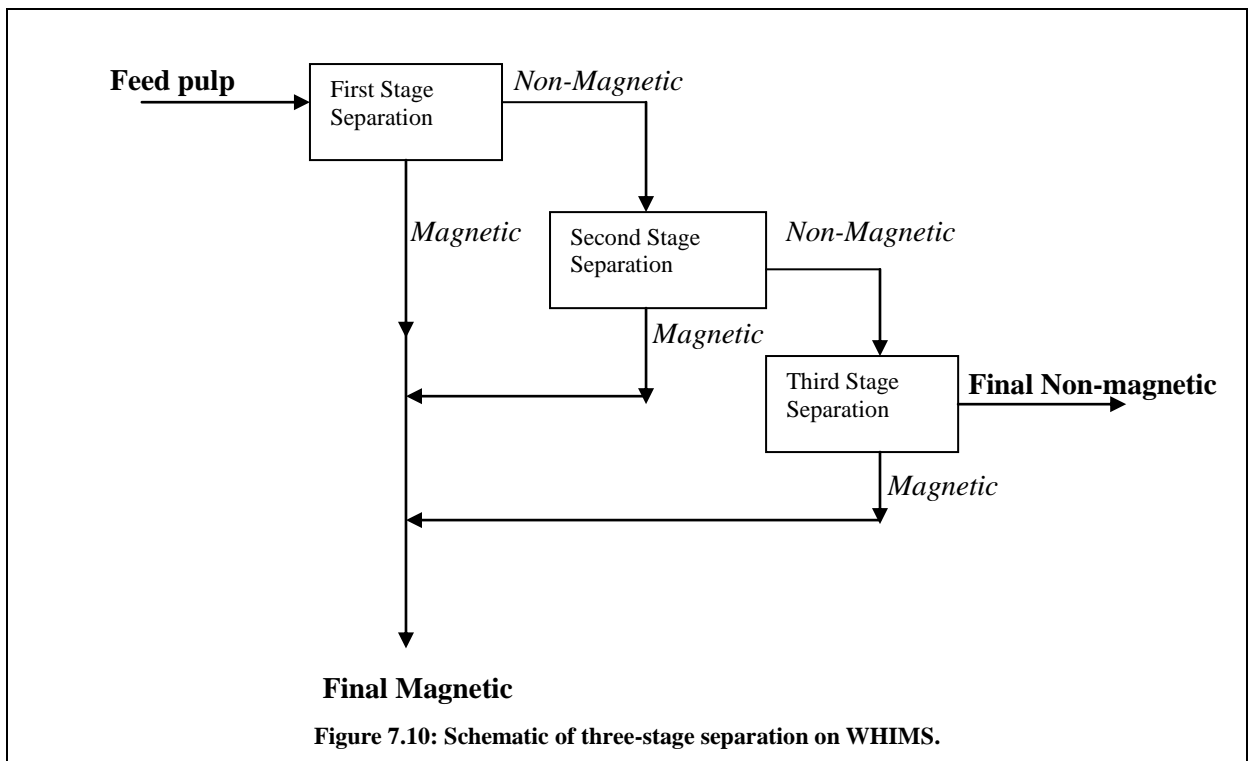 Feed pulp
First Stage
Separation
Non-Magnetic
Magnetic
Second Stage
Separation
Non-Magnetic
Magnetic
Third Stage
Separation
Final Non-magnetic
Magnetic
Final Magnetic
Figure 7.10: Schematic of three-stage separation on WHIMS.